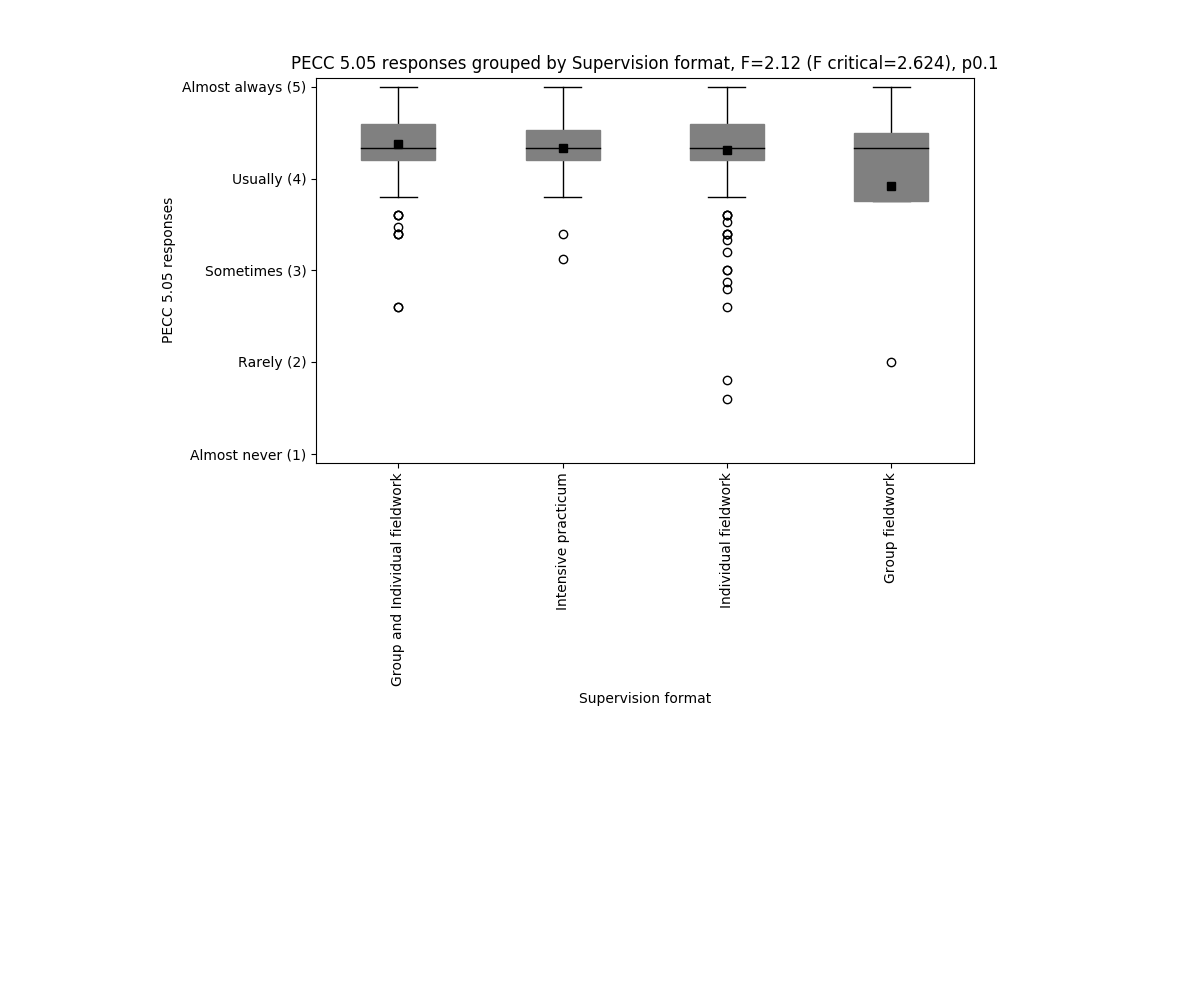 PECC 5.05 responses grouped by Supervision format, F=2.12 (F critical=2.624), p0.1
Almost always (5)
Usually (4)
Sometimes (3)
Rarely (2)
Almost never (1)
PECC 5.05 responses
Group and Individual fieldwork
Intensive practicum
Individual fieldwork
Group fieldwork
Supervision format